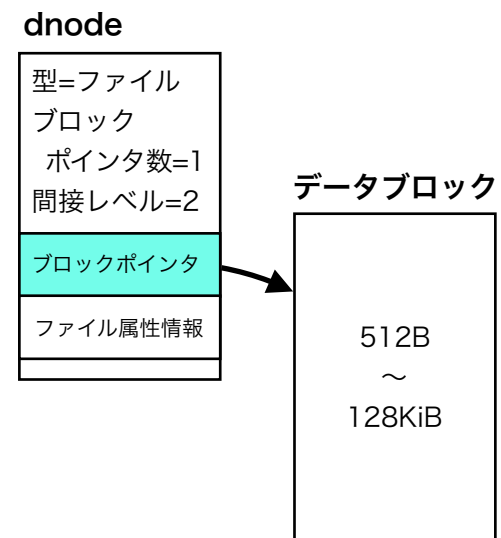 dnode
型=ファイル
ブロック
ポインタ数=1
間接レベル=2
ブロックポインタ
ファイル属性情報
データブロック
512B
～
128KiB